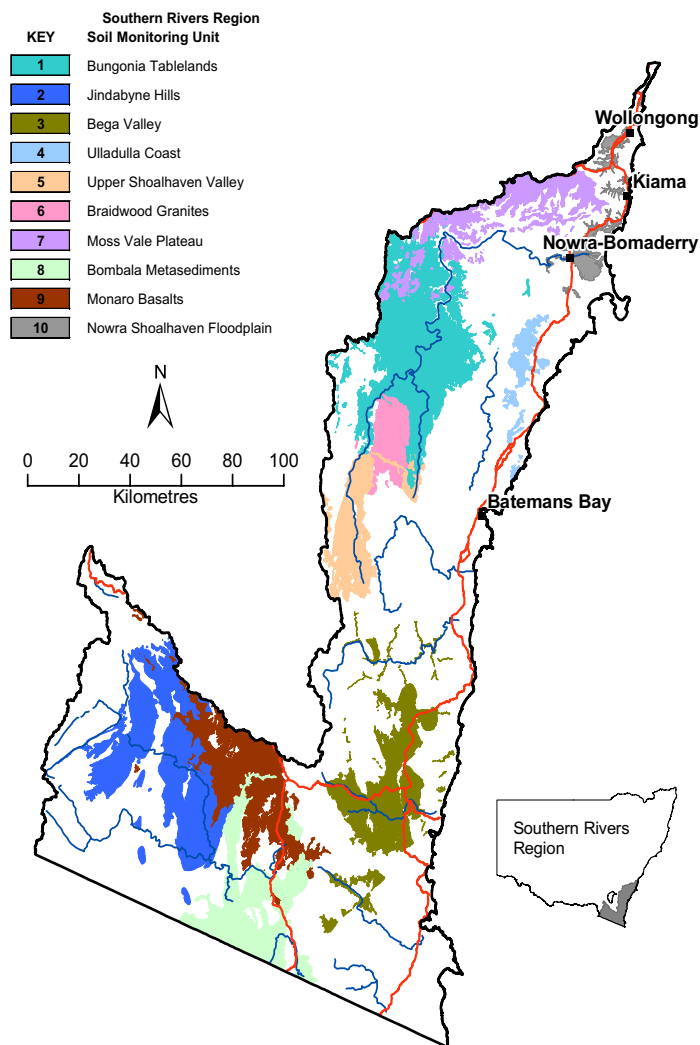 Southern Rivers Region
KEY Soil Monitoring Unit
1 Bungonia Tablelands
2 Jindabyne Hills
3 Bega Valley
4 Ulladulla Coast
5 Upper Shoalhaven Valley
6 Braidwood Granites
7 Moss Vale Plateau
8 Bombala Metasediments
9 Monaro Basalts
10 Nowra Shoalhaven Floodplain
N
0 20 40 60 80 100
Kilometres
Wollongong
Kiama
Nowra-Bomaderry
Batemans Bay
Southern Rivers
Region